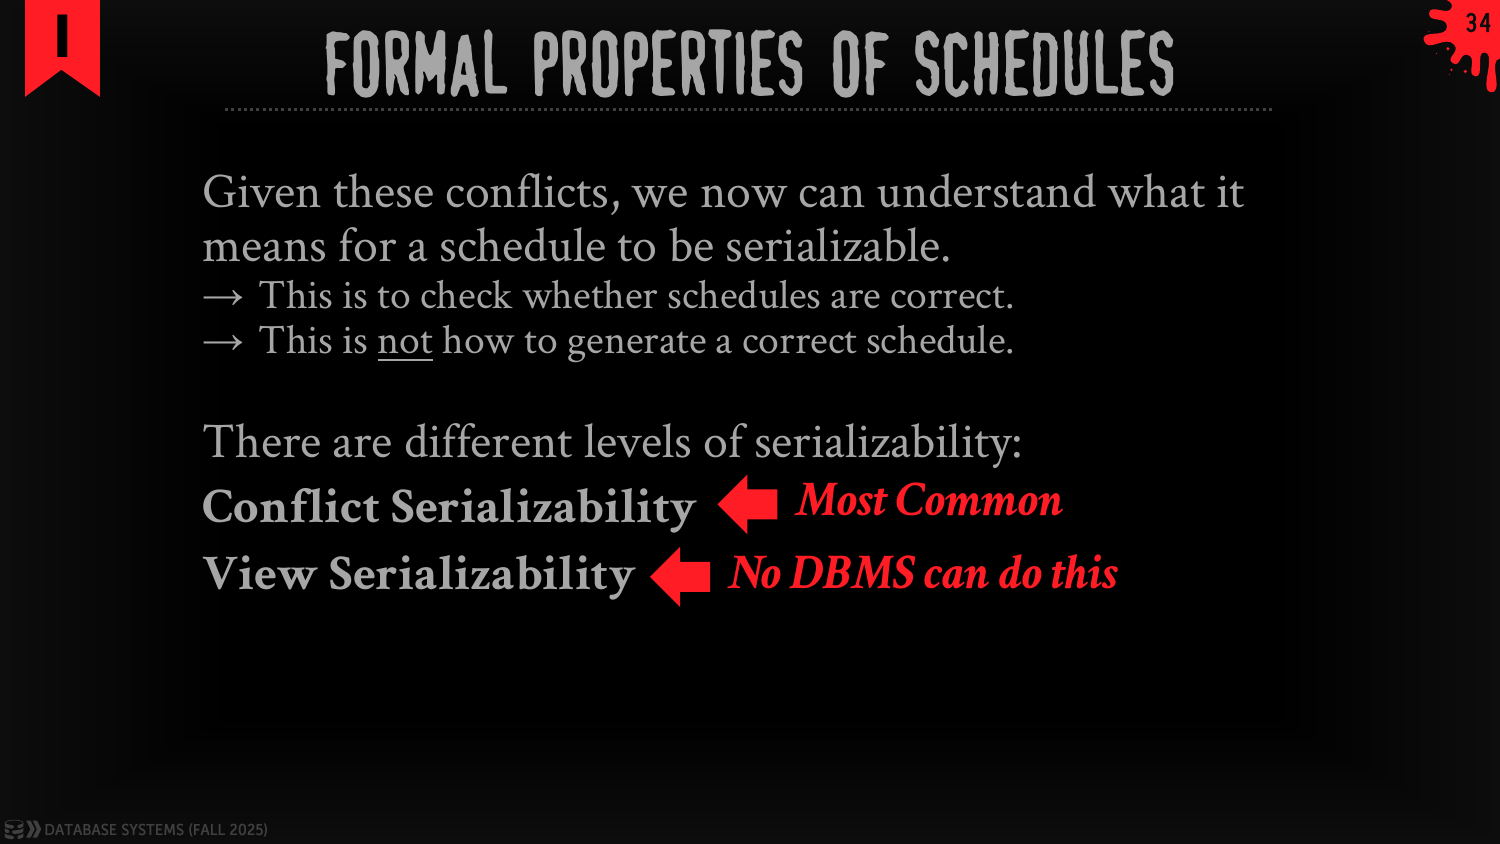 I
FORMAL PROPERTIES OF SCHEDULES
34
Given these conflicts, we now can understand what it
means for a schedule to be serializable.
→ This is to check whether schedules are correct.
→ This is not how to generate a correct schedule.
There are different levels of serializability:
Conflict Serializability Most Common
View Serializability No DBMS can do this
DATABASE SYSTEMS (FALL 2025)